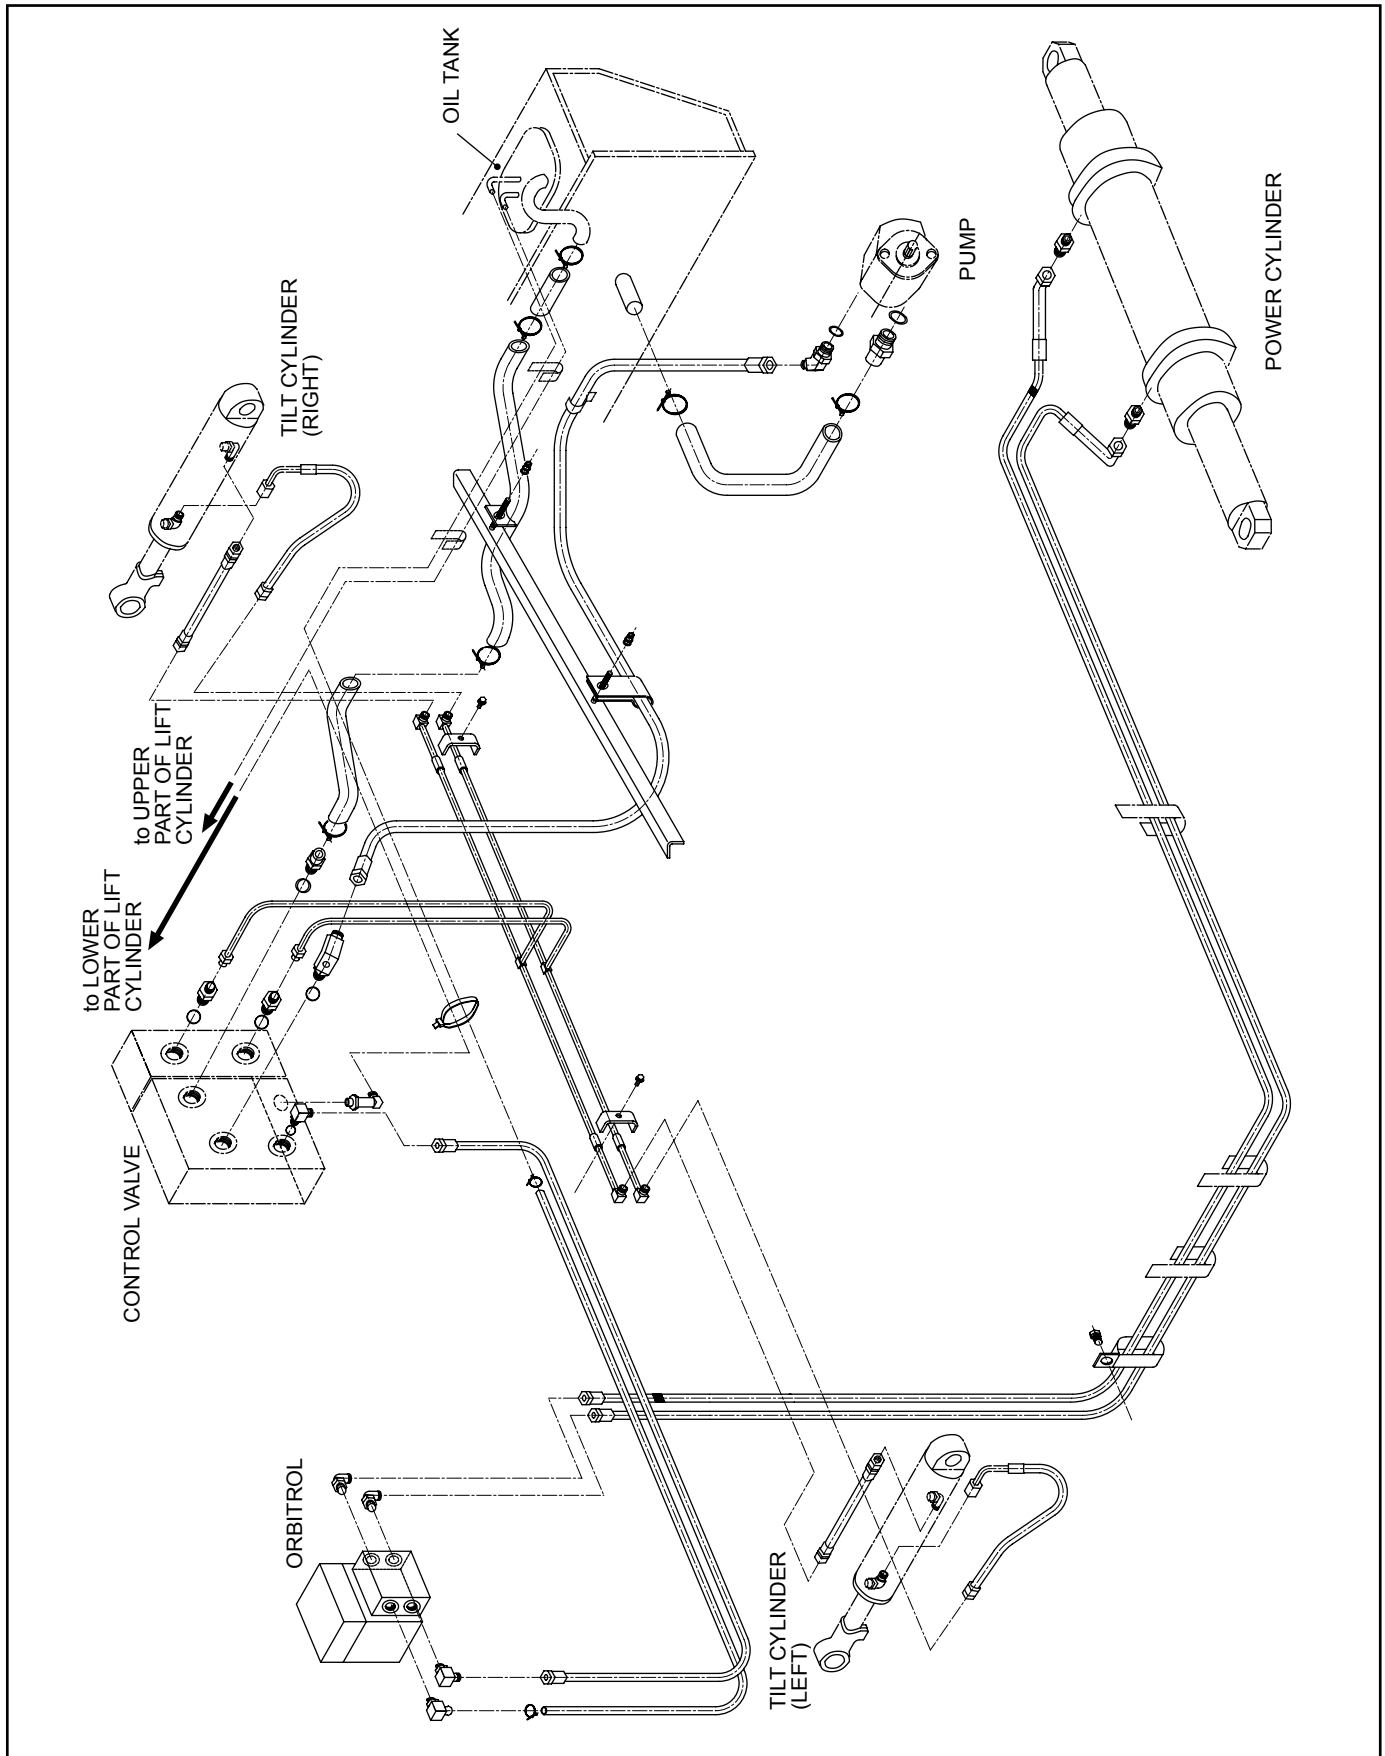 OIL TANK
TILT CYLINDER
(RIGHT)
PUMP
POWER CYLINDER
to UPPER
PART OF LIFT
CYLINDER
to LOWER
PART OF LIFT
CYLINDER
CONTROL VALVE
ORBITROL
TILT CYLINDER
(LEFT)